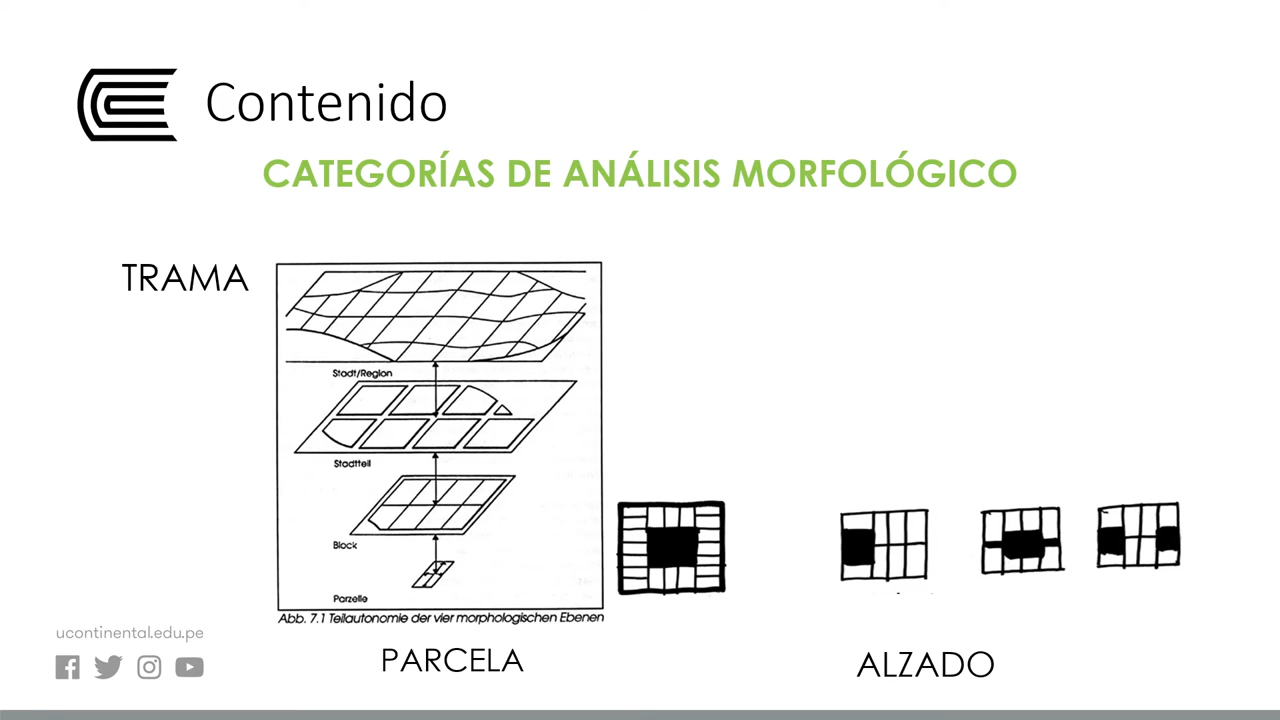 Contenido
CATEGORÍAS DE ANÁLISIS MORFOLÓGICO
TRAMA
Stadt/Region
Stadtteil
Block
Parzelle
Abb. 7.1 Teilautonomie der vier morphologischen Ebenen
ucontinental.edu.pe
PARCELA
ALZADO